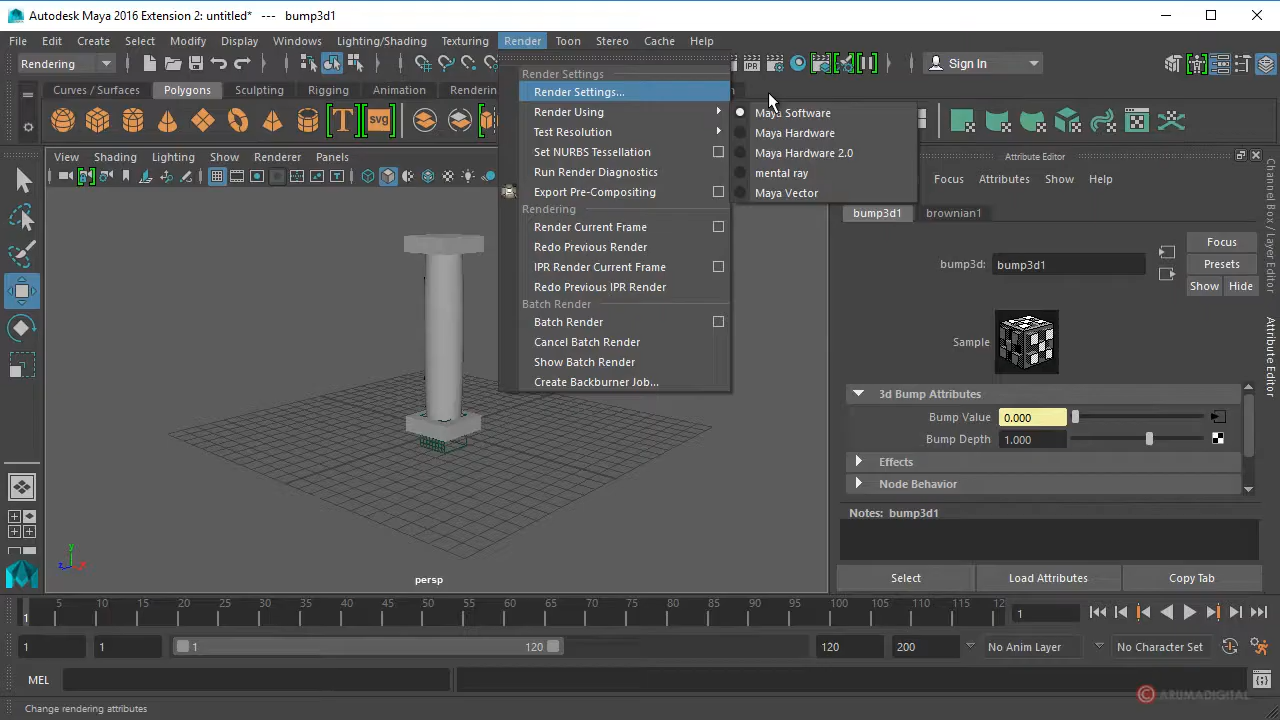 Autodesk Maya 2016 Extension 2: untitled* --- bump3d1
File Edit Create Select Modify Display Windows Lighting/Shading Texturing Render Toon Stereo Cache Help
Rendering
IPR
Sign In
Curves / Surfaces Polygons Sculpting Rigging Animation Renderin
T svg
View Shading Lighting Show Renderer Panels
Render Settings
Render Settings...
Render Using
Test Resolution
Set NURBS Tessellation
Run Render Diagnostics
Export Pre-Compositing
Rendering
Render Current Frame
Redo Previous Render
IPR Render Current Frame
Redo Previous IPR Render
Batch Render
Batch Render
Cancel Batch Render
Show Batch Render
Create Backburner Job...
Maya Software
Maya Hardware
Maya Hardware 2.0
mental ray
Maya Vector
Attribute Editor
Focus Attributes Show Help
bump3d1 brownian1
bump3d: bump3d1
Focus
Presets
Show Hide
Sample
3d Bump Attributes
Bump Value 0.000
Bump Depth 1.000
Effects
Node Behavior
Notes: bump3d1
Select Load Attributes Copy Tab
Attribute Editor
y
z x
persp
5 10 15 20 25 30 35 40 45 50 55 60 65 70 75 80 85 90 95 100 105 110 115 12
1
1
1 1 1 120 120 200 No Anim Layer No Character Set
MEL
Change rendering attributes
© ARUMADIGITAL